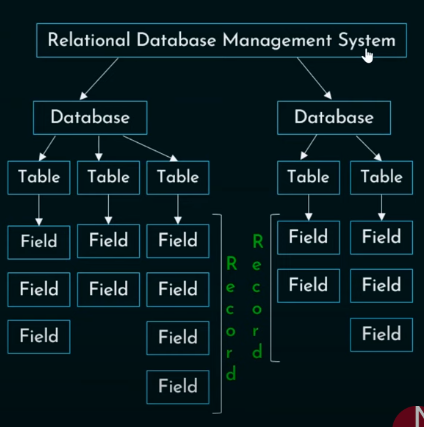 Relational Database Management System
Database Database
Table Table Table Table Table
Field Field Field Field Field
Field Field Field Field Field
Field Field Field
Field
Record
Record
N